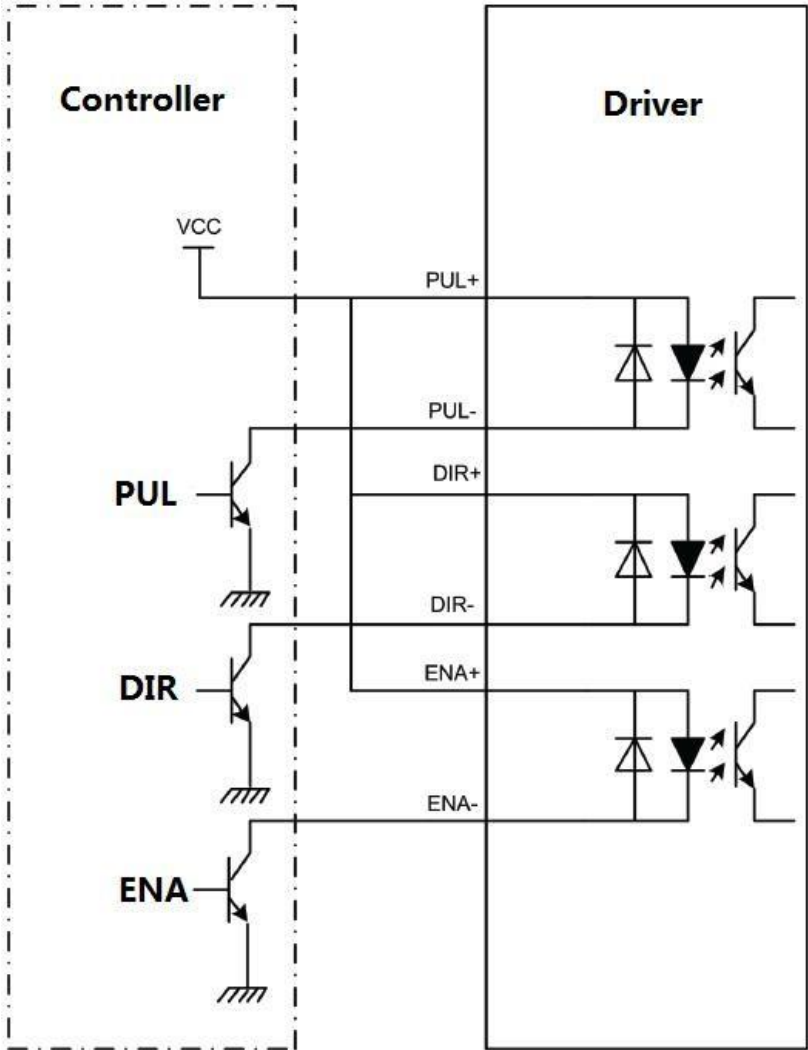 Controller
Driver
VCC
PUL+
PUL-
PUL
DIR+
DIR-
DIR
ENA+
ENA-
ENA